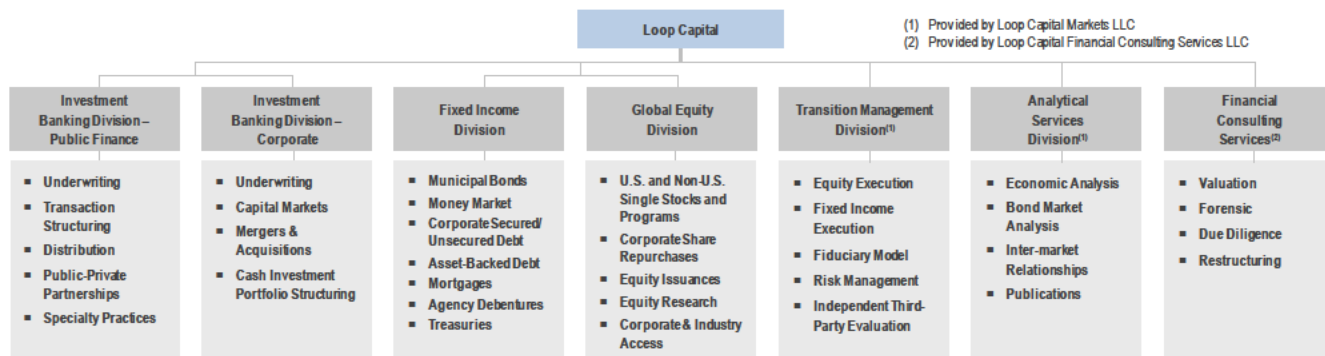 Loop Capital
(1) Provided by Loop Capital Markets LLC
(2) Provided by Loop Capital Financial Consulting Services LLC
Investment
Banking Division –
Public Finance
Underwriting
Transaction
Structuring
Distribution
Public-Private
Partnerships
Specialty Practices
Investment
Banking Division –
Corporate
Underwriting
Capital Markets
Mergers &
Acquisitions
Cash Investment
Portfolio Structuring
Fixed Income
Division
Municipal Bonds
Money Market
Corporate Secured/
Unsecured Debt
Asset-Backed Debt
Mortgages
Agency Debentures
Treasuries
Global Equity
Division
U.S. and Non-U.S.
Single Stocks and
Programs
Corporate Share
Repurchases
Equity Issuances
Equity Research
Corporate & Industry
Access
Transition Management
Division(1)
Equity Execution
Fixed Income
Execution
Fiduciary Model
Risk Management
Independent Third-
Party Evaluation
Analytical
Services
Division(1)
Economic Analysis
Bond Market
Analysis
Inter-market
Relationships
Publications
Financial
Consulting
Services(2)
Valuation
Forensic
Due Diligence
Restructuring